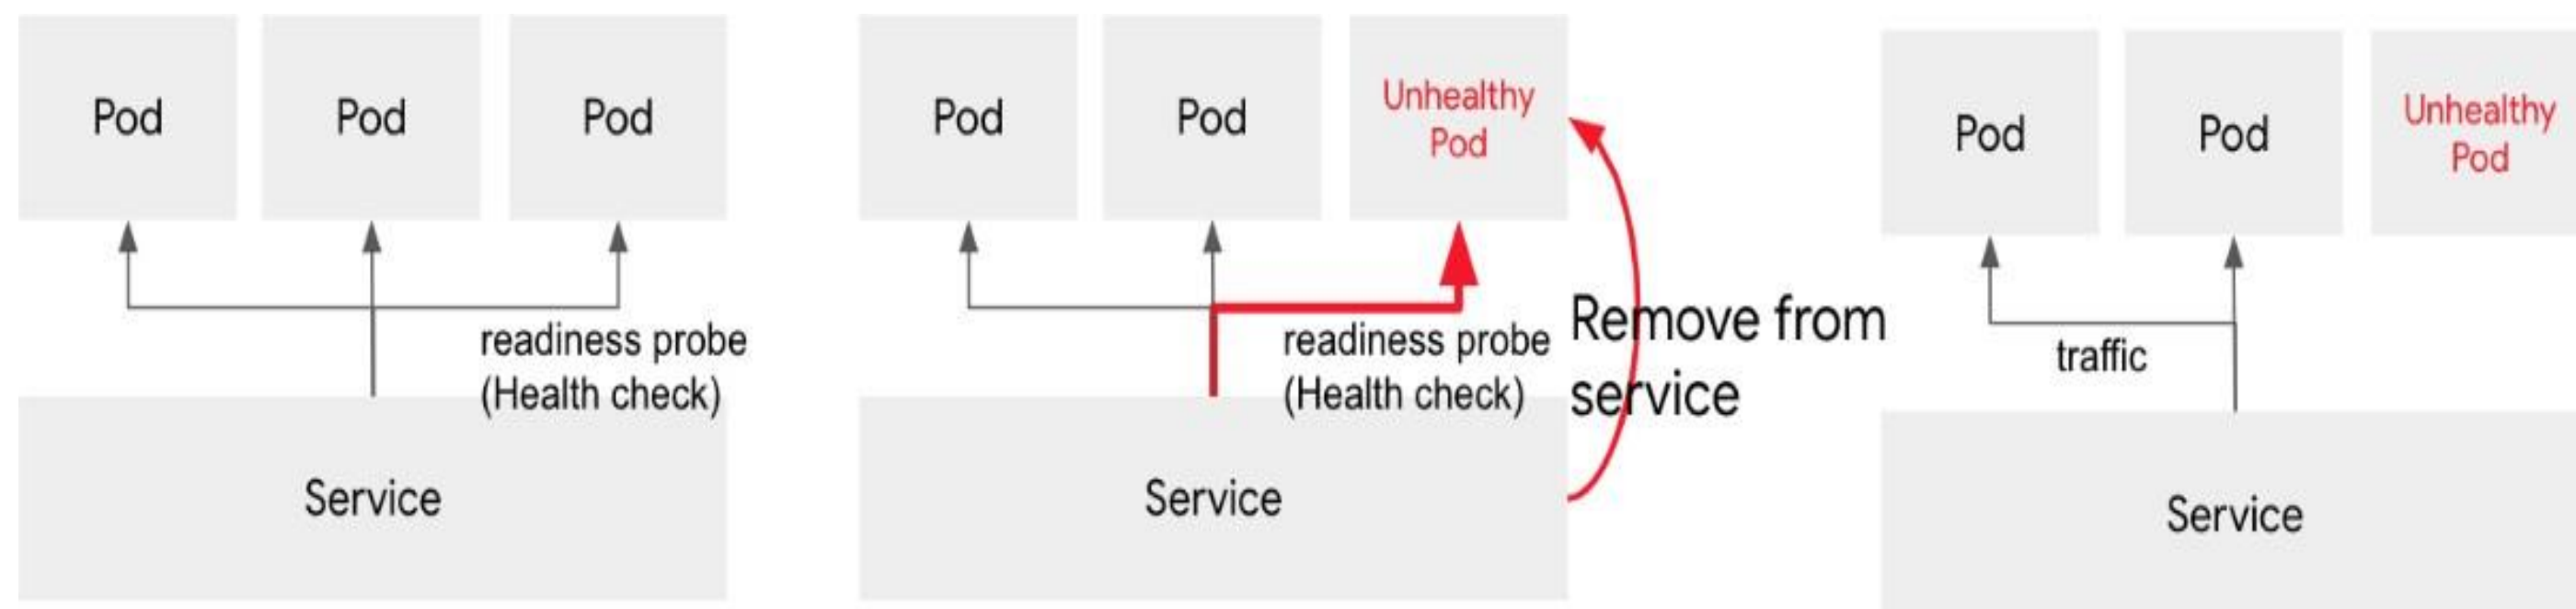 Pod
Pod
Pod
readiness probe
(Health check)
Service
Pod
Pod
Unhealthy
Pod
readiness probe
(Health check)
Remove from
service
Service
Pod
Pod
Unhealthy
Pod
traffic
Service